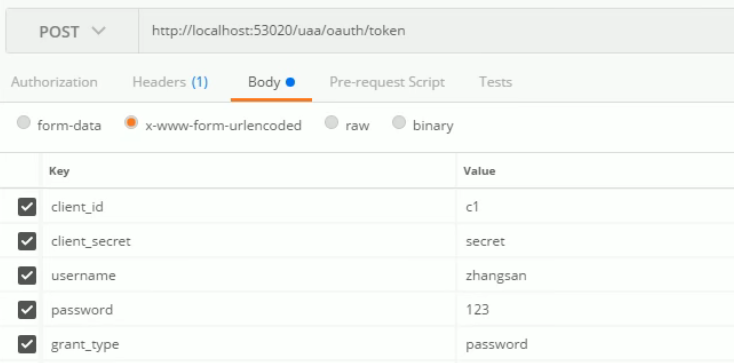 POST http://localhost:53020/uaa/oauth/token
Authorization Headers (1) Body Pre-request Script Tests
form-data x-www-form-urlencoded raw binary
Key Value
client_id c1
client_secret secret
username zhangsan
password 123
grant_type password